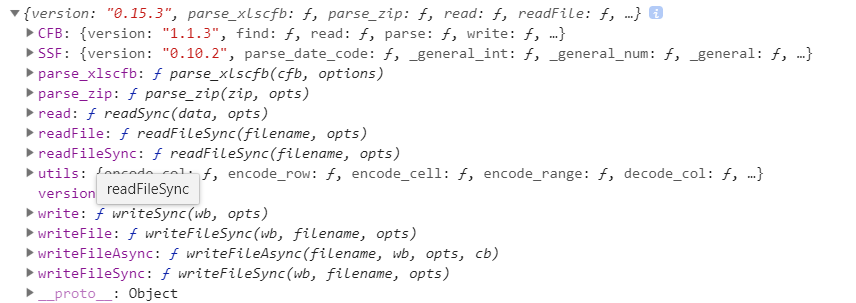 ▼{version: "0.15.3", parse_xlscfb: ƒ, parse_zip: ƒ, read: ƒ, readFile: ƒ, …} i
▶CFB: {version: "1.1.3", find: ƒ, read: ƒ, parse: ƒ, write: ƒ, …}
▶SSF: {version: "0.10.2", parse_date_code: ƒ, _general_int: ƒ, _general_num: ƒ, _general: ƒ, …}
▶parse_xlscfb: ƒ parse_xlscfb(cfb, options)
▶parse_zip: ƒ parse_zip(zip, opts)
▶read: ƒ readSync(data, opts)
▶readFile: ƒ readFileSync(filename, opts)
▶readFileSync: ƒ readFileSync(filename, opts)
▶utils: {encode_col: ƒ, encode_row: ƒ, encode_cell: ƒ, encode_range: ƒ, decode_col: ƒ, …}
version
readFileSync
▶write: ƒ writeSync(wb, opts)
▶writeFile: ƒ writeFileSync(wb, filename, opts)
▶writeFileAsync: ƒ writeFileAsync(filename, wb, opts, cb)
▶writeFileSync: ƒ writeFileSync(wb, filename, opts)
▶__proto__: Object